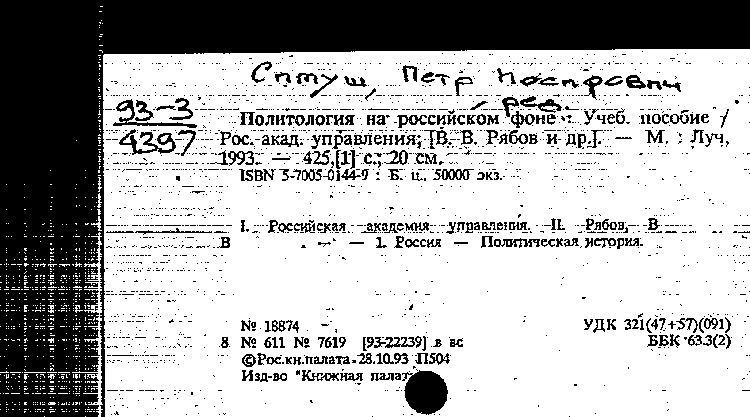 Петр
ред.
93-3
4397
Политология на российском фоне : Учеб. пособие /
Рос. акад. управления; [В. В. Рябов и др.]. — М. : Луч,
1993. — 425,[1] с.; 20 см.
ISBN 5-7005-0144-9 : Б. ц., 50000 экз.
I. Российская академия управления. II. Рябов, В
В — 1. Россия — Политическая история.
№ 18874 УДК 321(47+57)(091)
8 № 611 № 7619 [93-22239] в вс ББК 63.3(2)
©Рос.кн.палата.28.10.93 П504
Изд-во "Книжная палат